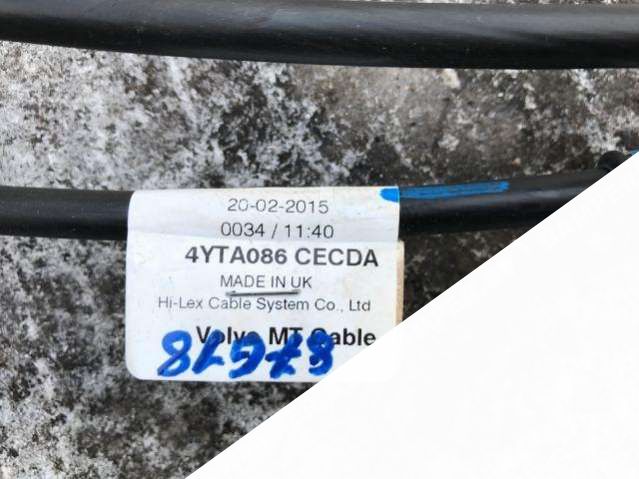 20-02-2015
0034 / 11:40
4YTA086 CECDA
MADE IN UK
Hi-Lex Cable System Co., Ltd
Volvo MT Cable